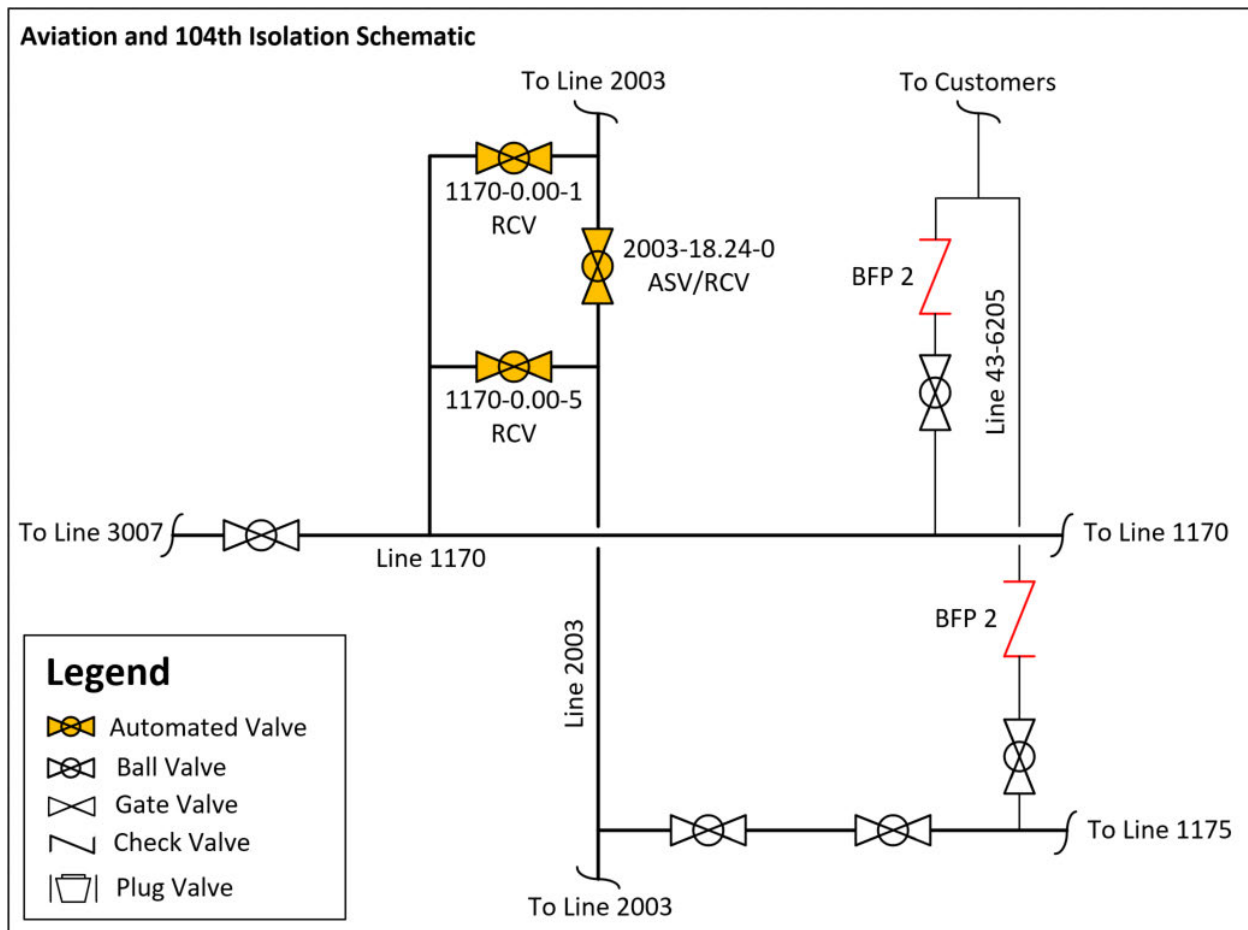 Aviation and 104th Isolation Schematic
To Line 2003
To Customers
1170-0.00-1
RCV
2003-18.24-0
ASV/RCV
BFP 2
Line 43-6205
1170-0.00-5
RCV
To Line 3007
Line 1170
To Line 1170
BFP 2
Line 2003
Legend
Automated Valve
Ball Valve
Gate Valve
Check Valve
Plug Valve
To Line 1175
To Line 2003